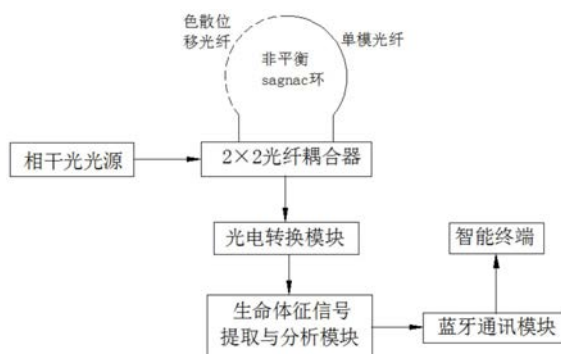 色散位
移光纤
单模光纤
非平衡
sagnac环
相干光光源
2×2光纤耦合器
光电转换模块
智能终端
生命体征信号
提取与分析模块
蓝牙通讯模块